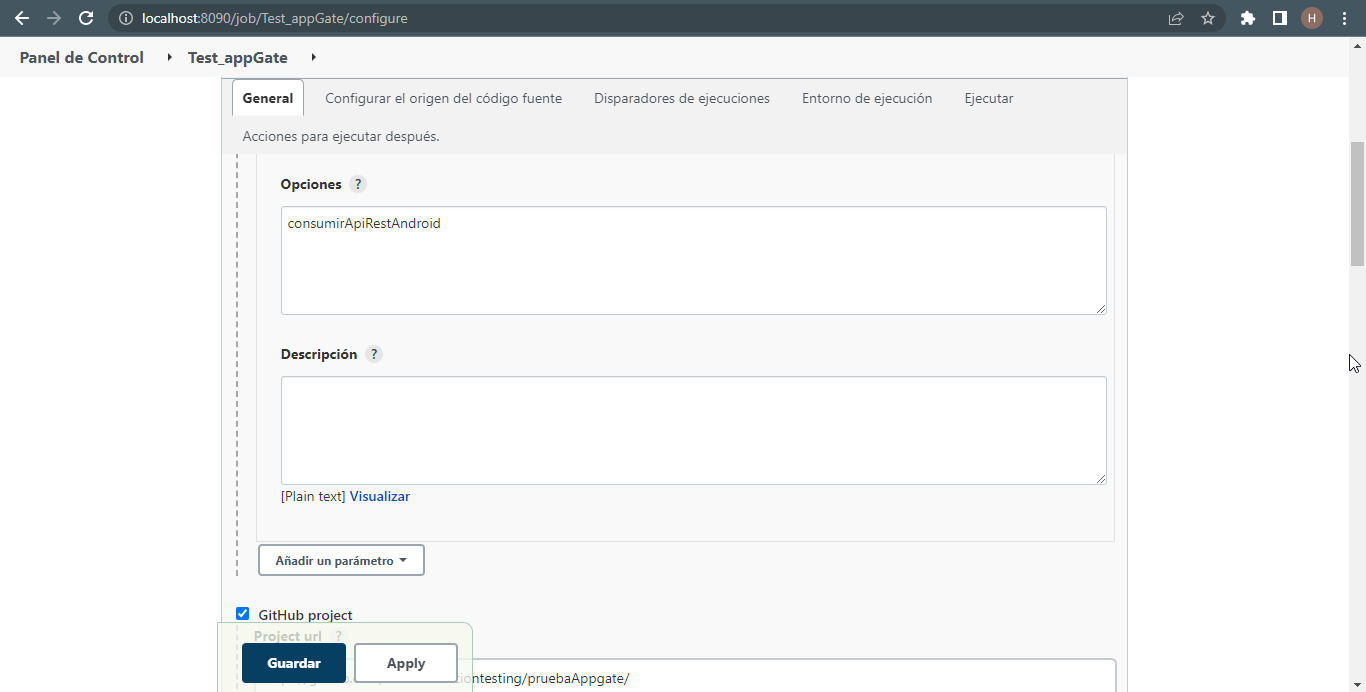 localhost:8090/job/Test_appGate/configure
H
Panel de Control
Test_appGate
General
Configurar el origen del código fuente
Disparadores de ejecuciones
Entorno de ejecución
Ejecutar
Acciones para ejecutar después.
Opciones ?
consumirApiRestAndroid
Descripción ?
[Plain text] Visualizar
Añadir un parámetro
GitHub project
Project url ?
Guardar
Apply
ntiontesting/pruebaAppgate/